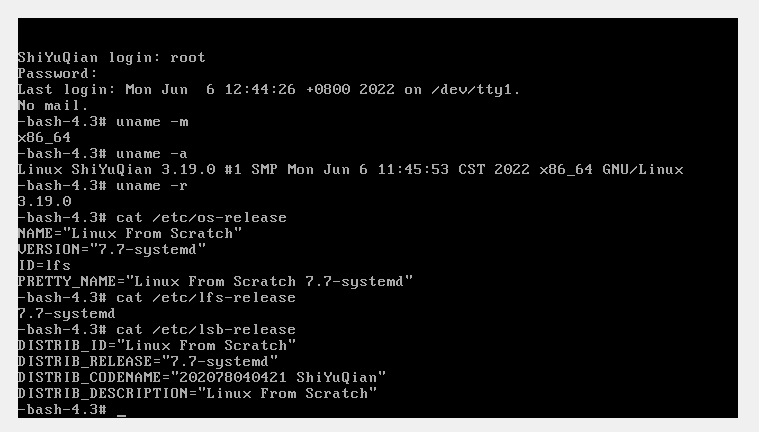 ShiYuQian login: root
Password:
Last login: Mon Jun  6 12:44:26 +0800 2022 on /dev/tty1.
No mail.
-bash-4.3# uname -m
x86_64
-bash-4.3# uname -a
Linux ShiYuQian 3.19.0 #1 SMP Mon Jun 6 11:45:53 CST 2022 x86_64 GNU/Linux
-bash-4.3# uname -r
3.19.0
-bash-4.3# cat /etc/os-release
NAME="Linux From Scratch"
VERSION="7.7-systemd"
ID=lfs
PRETTY_NAME="Linux From Scratch 7.7-systemd"
-bash-4.3# cat /etc/lfs-release
7.7-systemd
-bash-4.3# cat /etc/lsb-release
DISTRIB_ID="Linux From Scratch"
DISTRIB_RELEASE="7.7-systemd"
DISTRIB_CODENAME="202078040421 ShiYuQian"
DISTRIB_DESCRIPTION="Linux From Scratch"
-bash-4.3# _